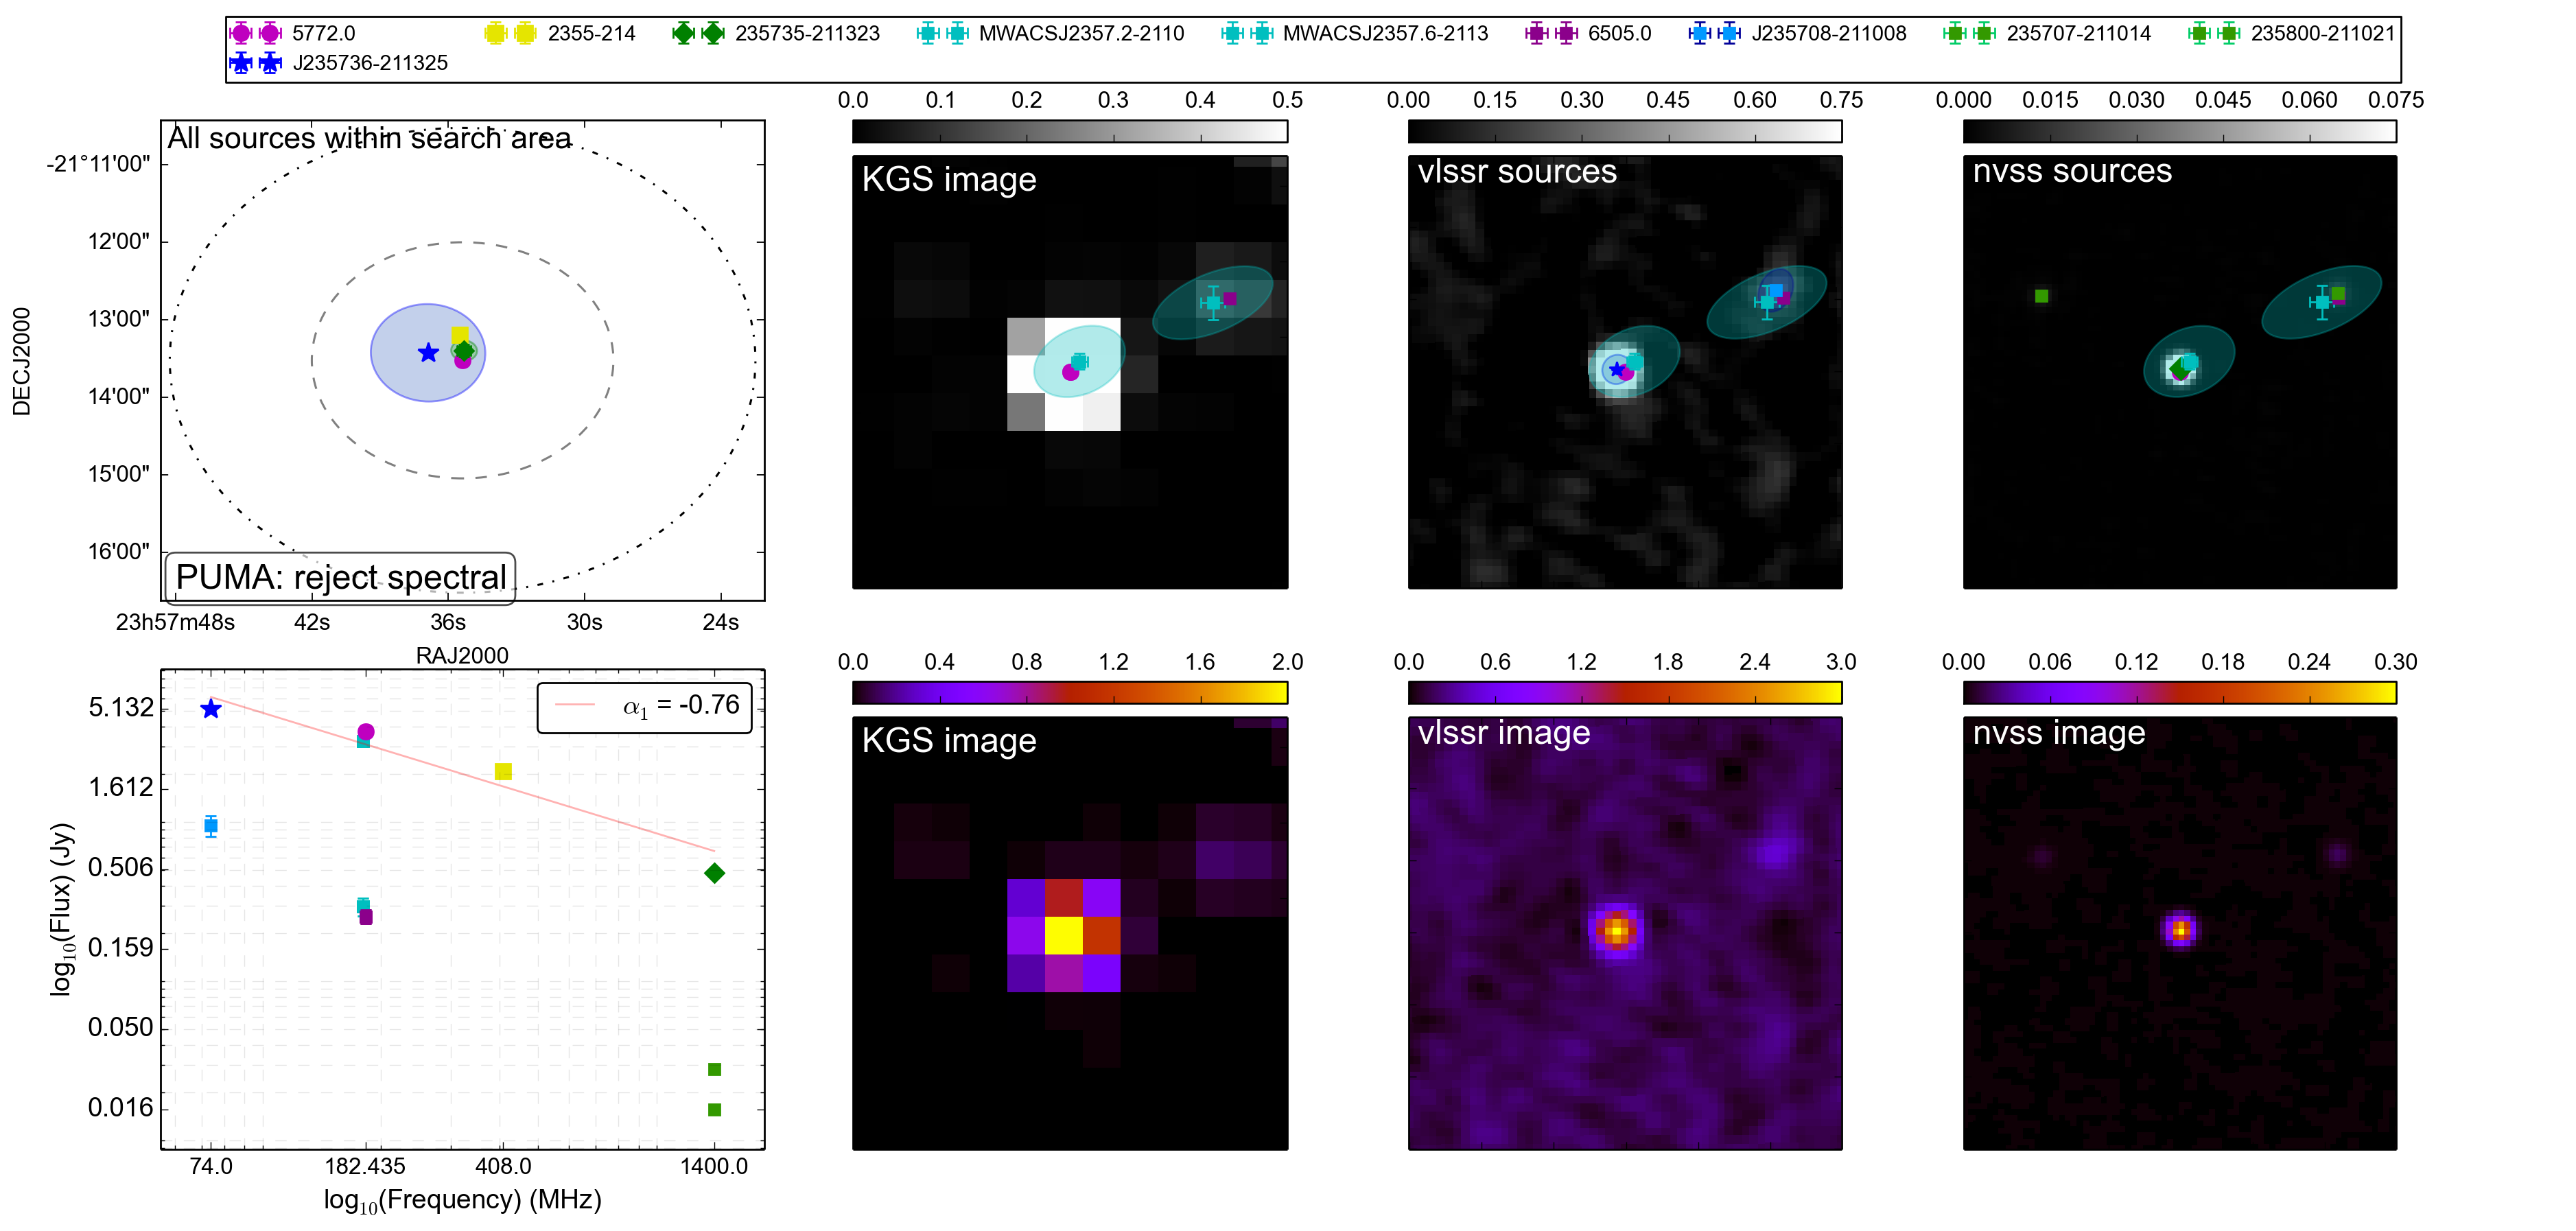 5772.0 2355-214 235735-211323 MWACSJ2357.2-2110 MWACSJ2357.6-2113 6505.0 J235708-211008 235707-211014 235800-211021
J235736-211325
All sources within search area
-21°11'00"
12'00"
13'00"
14'00"
15'00"
16'00"
DECJ2000
PUMA: reject spectral
23h57m48s 42s 36s 30s 24s
RAJ2000
0.0 0.1 0.2 0.3 0.4 0.5
KGS image
0.00 0.15 0.30 0.45 0.60 0.75
vlssr sources
0.000 0.015 0.030 0.045 0.060 0.075
nvss sources
α1 = -0.76
5.132
1.612
0.506
0.159
0.050
0.016
log10(Flux) (Jy)
74.0 182.435 408.0 1400.0
log10(Frequency) (MHz)
0.0 0.4 0.8 1.2 1.6 2.0
KGS image
0.0 0.6 1.2 1.8 2.4 3.0
vlssr image
0.00 0.06 0.12 0.18 0.24 0.30
nvss image